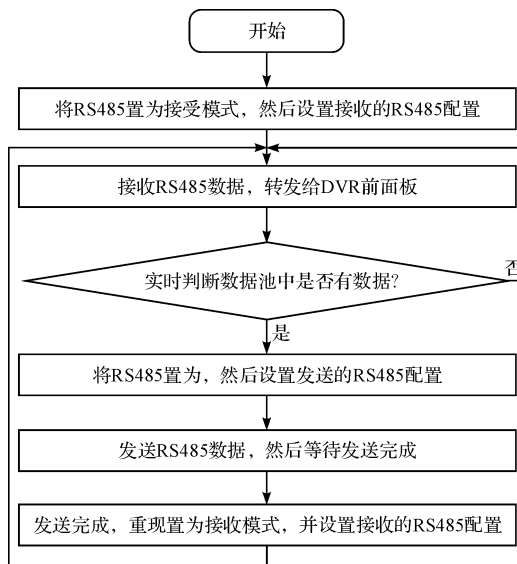 开始
将RS485置为接受模式，然后设置接收的RS485配置
接收RS485数据，转发给DVR前面板
实时判断数据池中是否有数据？
否
是
将RS485置为，然后设置发送的RS485配置
发送RS485数据，然后等待发送完成
发送完成，重现置为接收模式，并设置接收的RS485配置